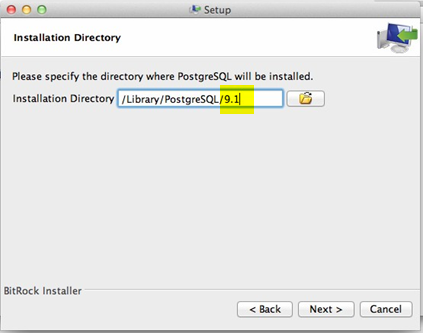 Setup
Installation Directory
Please specify the directory where PostgreSQL will be installed.
Installation Directory /Library/PostgreSQL/9.1
BitRock Installer
< Back Next > Cancel